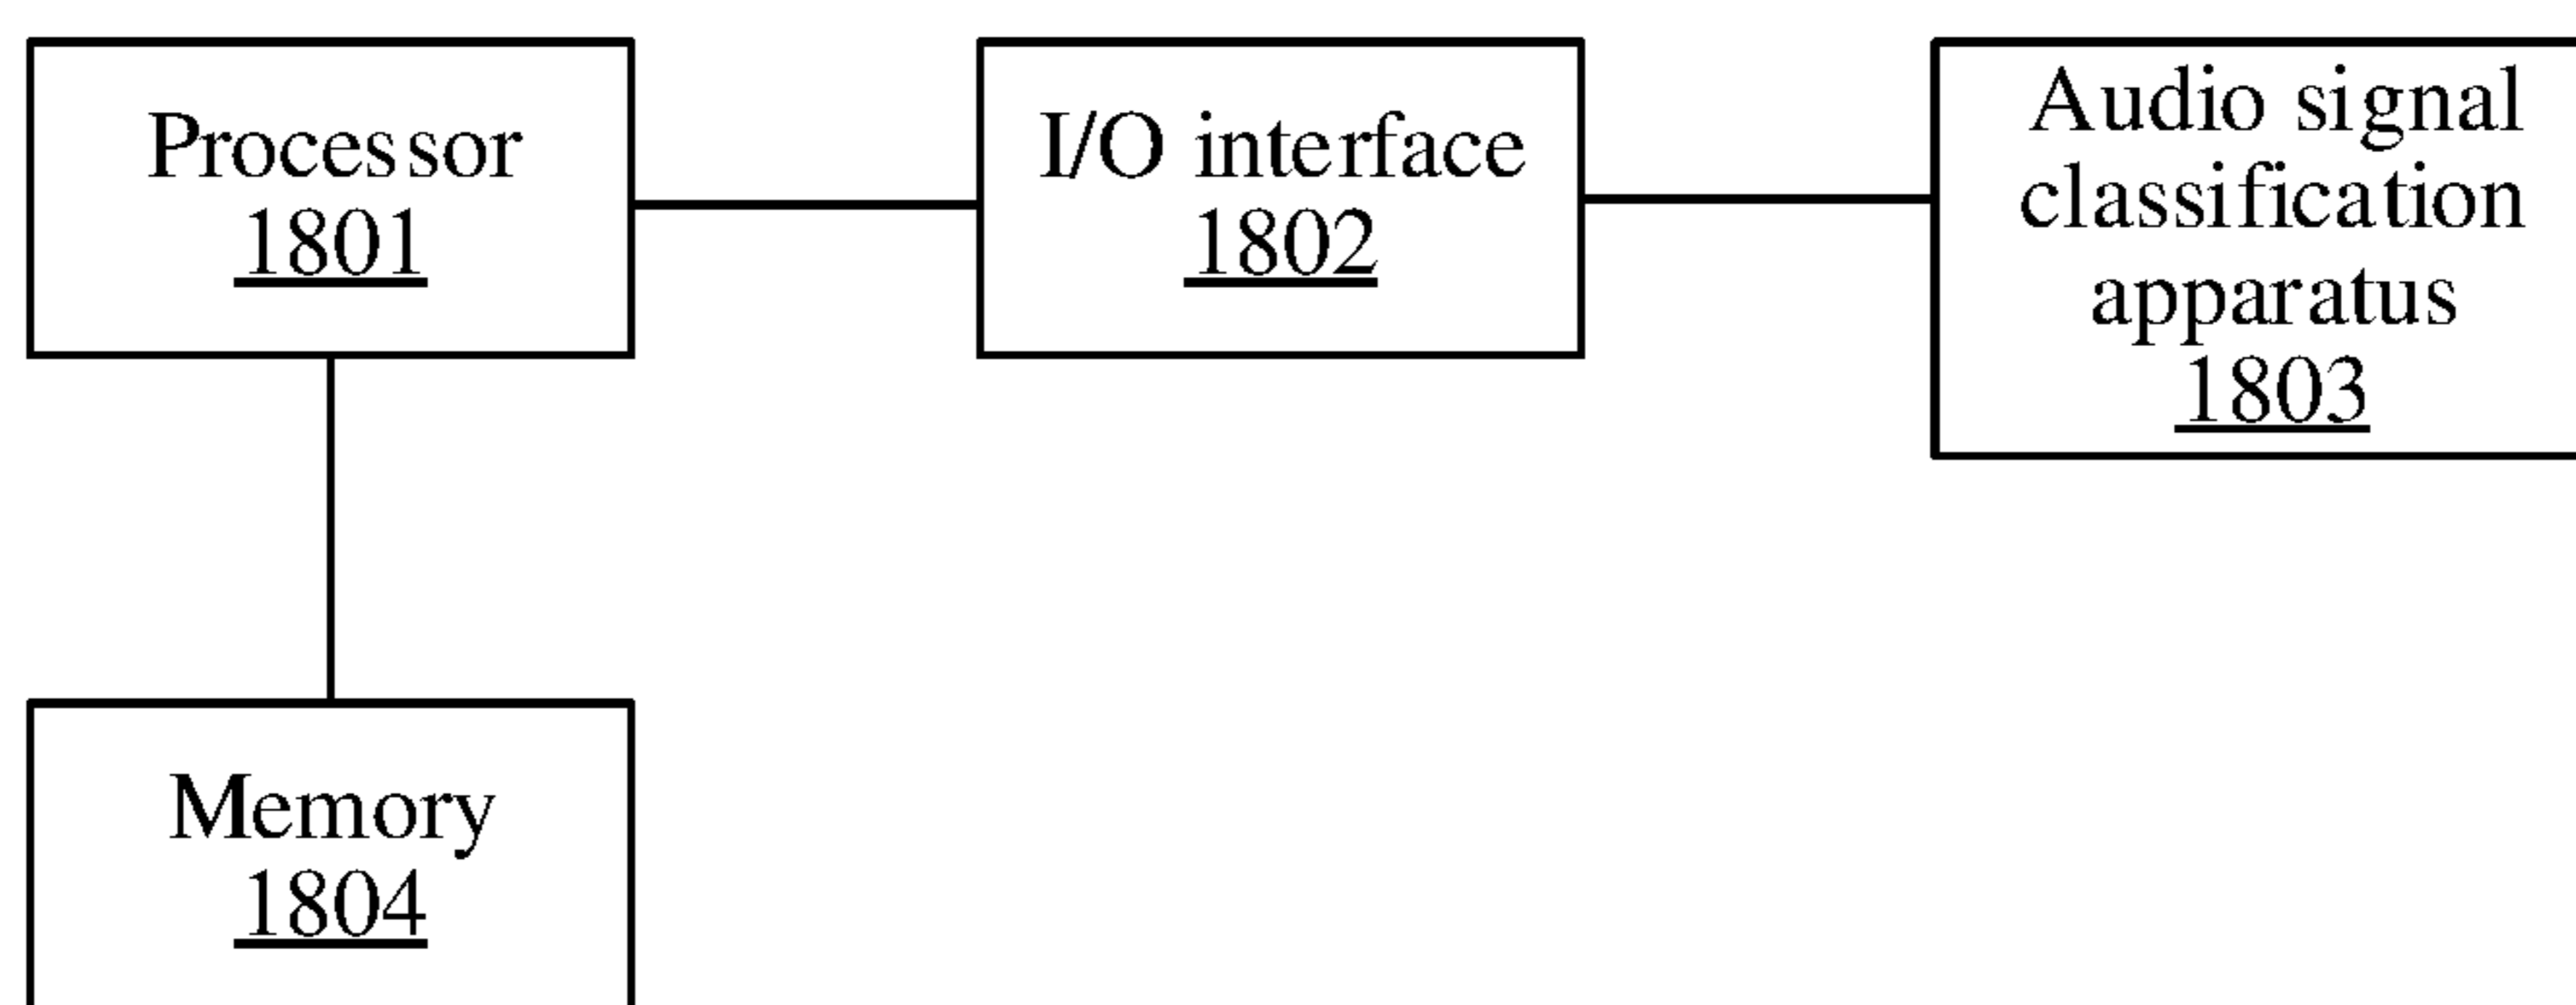 Processor
1801
I/O interface
1802
Audio signal
classification
apparatus
1803
Memory
1804